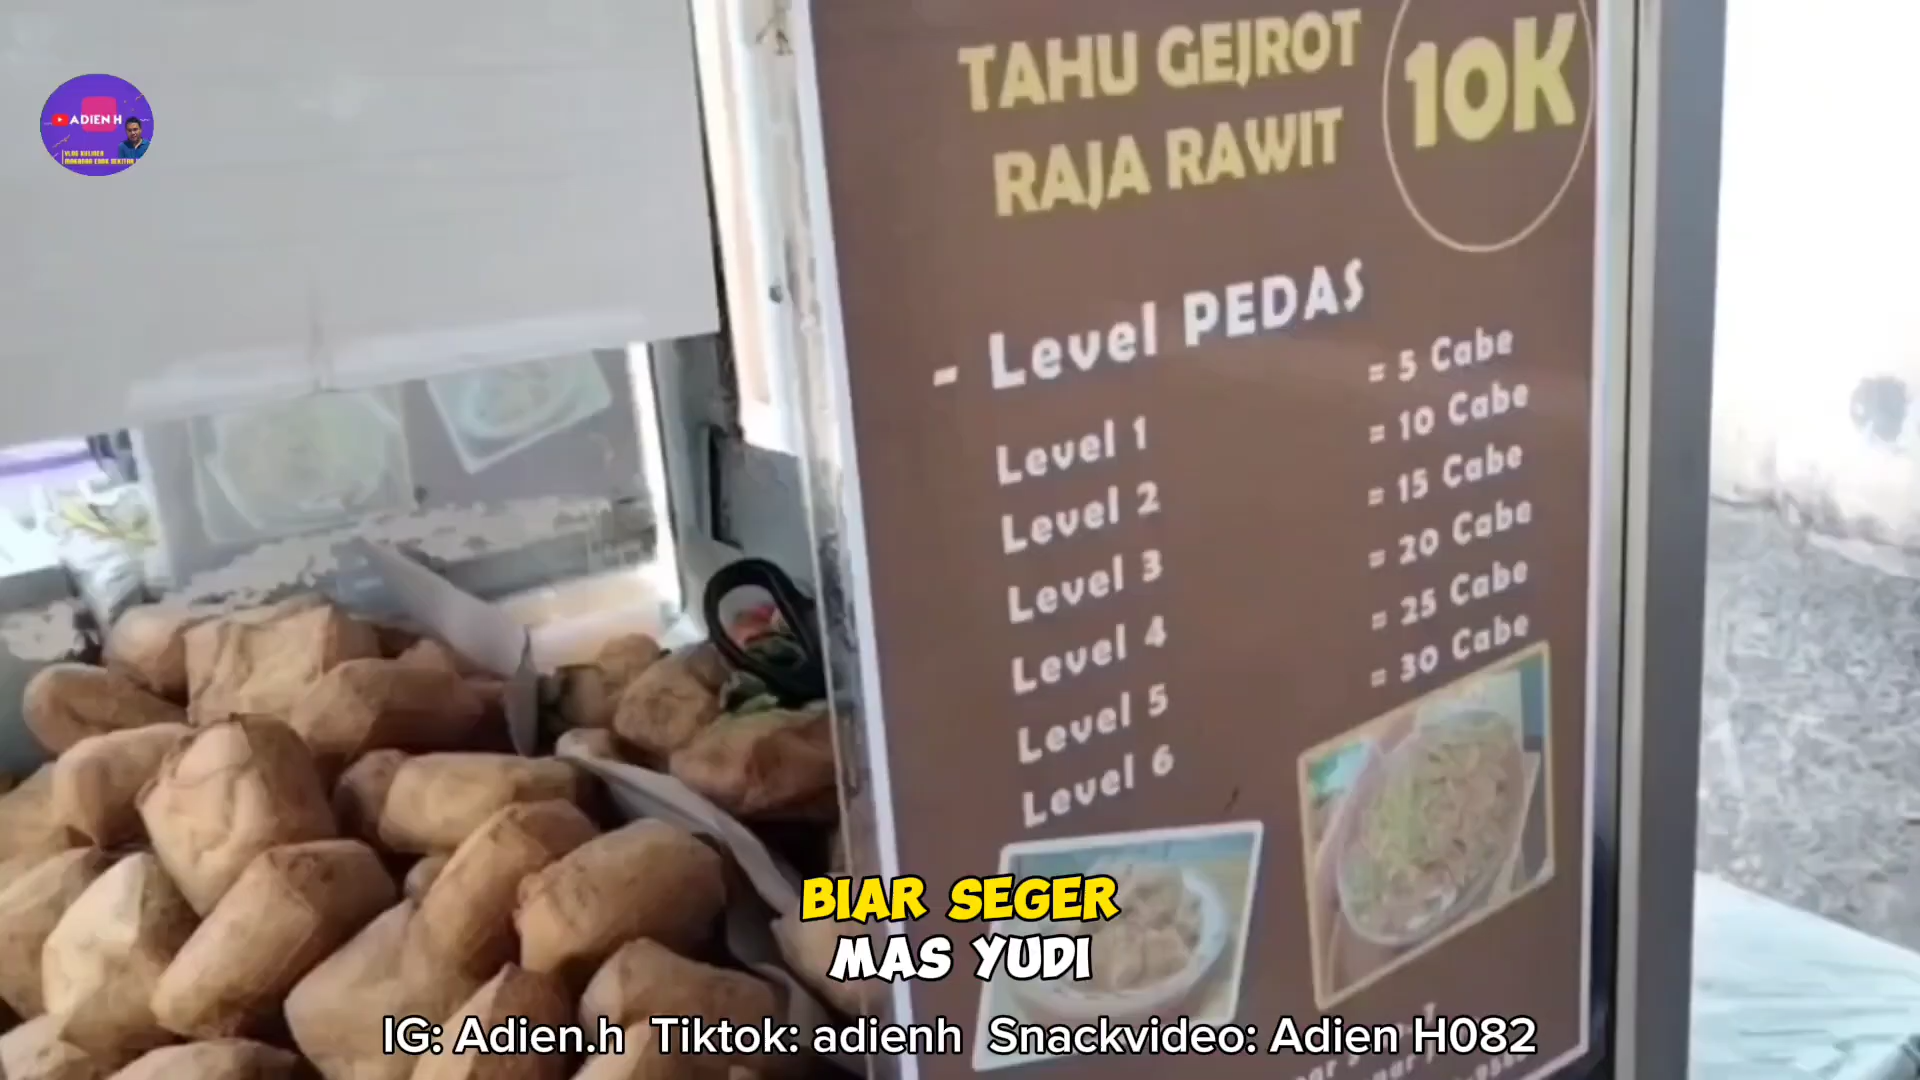 ADIEN H
VLOG KULINER
TAHU GEJROT
RAJA RAWIT
10K
- Level PEDAS
Level 1 = 5 Cabe
Level 2 = 10 Cabe
Level 3 = 15 Cabe
Level 4 = 20 Cabe
Level 5 = 25 Cabe
Level 6 = 30 Cabe
BIAR SEGER
MAS YUDI
IG: Adien.h Tiktok: adienh Snackvideo: Adien H082